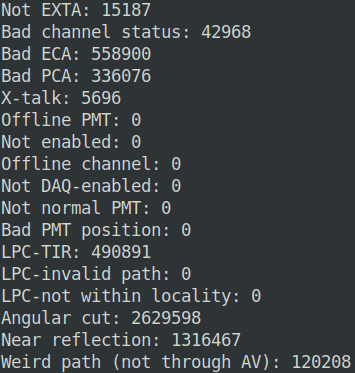 Not EXTA: 15187
Bad channel status: 42968
Bad ECA: 558900
Bad PCA: 336076
X-talk: 5696
Offline PMT: 0
Not enabled: 0
Offline channel: 0
Not DAQ-enabled: 0
Not normal PMT: 0
Bad PMT position: 0
LPC-TIR: 490891
LPC-invalid path: 0
LPC-not within locality: 0
Angular cut: 2629598
Near reflection: 1316467
Weird path (not through AV): 120208